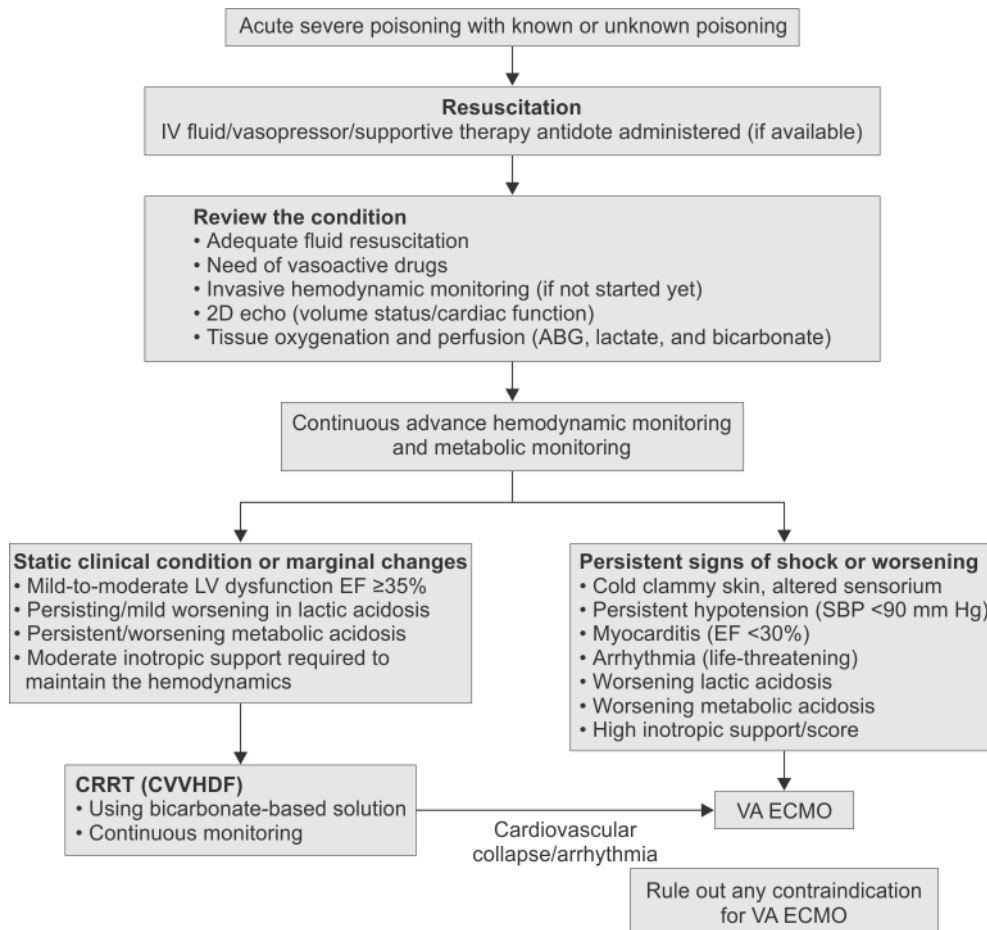 Acute severe poisoning with known or unknown poisoning
Resuscitation
IV fluid/vasopressor/supportive therapy antidote administered (if available)
Review the condition
• Adequate fluid resuscitation
• Need of vasoactive drugs
• Invasive hemodynamic monitoring (if not started yet)
• 2D echo (volume status/cardiac function)
• Tissue oxygenation and perfusion (ABG, lactate, and bicarbonate)
Continuous advance hemodynamic monitoring
and metabolic monitoring
Static clinical condition or marginal changes
• Mild-to-moderate LV dysfunction EF ≥35%
• Persisting/mild worsening in lactic acidosis
• Persistent/worsening metabolic acidosis
• Moderate inotropic support required to
maintain the hemodynamics
Persistent signs of shock or worsening
• Cold clammy skin, altered sensorium
• Persistent hypotension (SBP <90 mm Hg)
• Myocarditis (EF <30%)
• Arrhythmia (life-threatening)
• Worsening lactic acidosis
• Worsening metabolic acidosis
• High inotropic support/score
CRRT (CVVHDF)
• Using bicarbonate-based solution
• Continuous monitoring
Cardiovascular
collapse/arrhythmia
VA ECMO
Rule out any contraindication
for VA ECMO